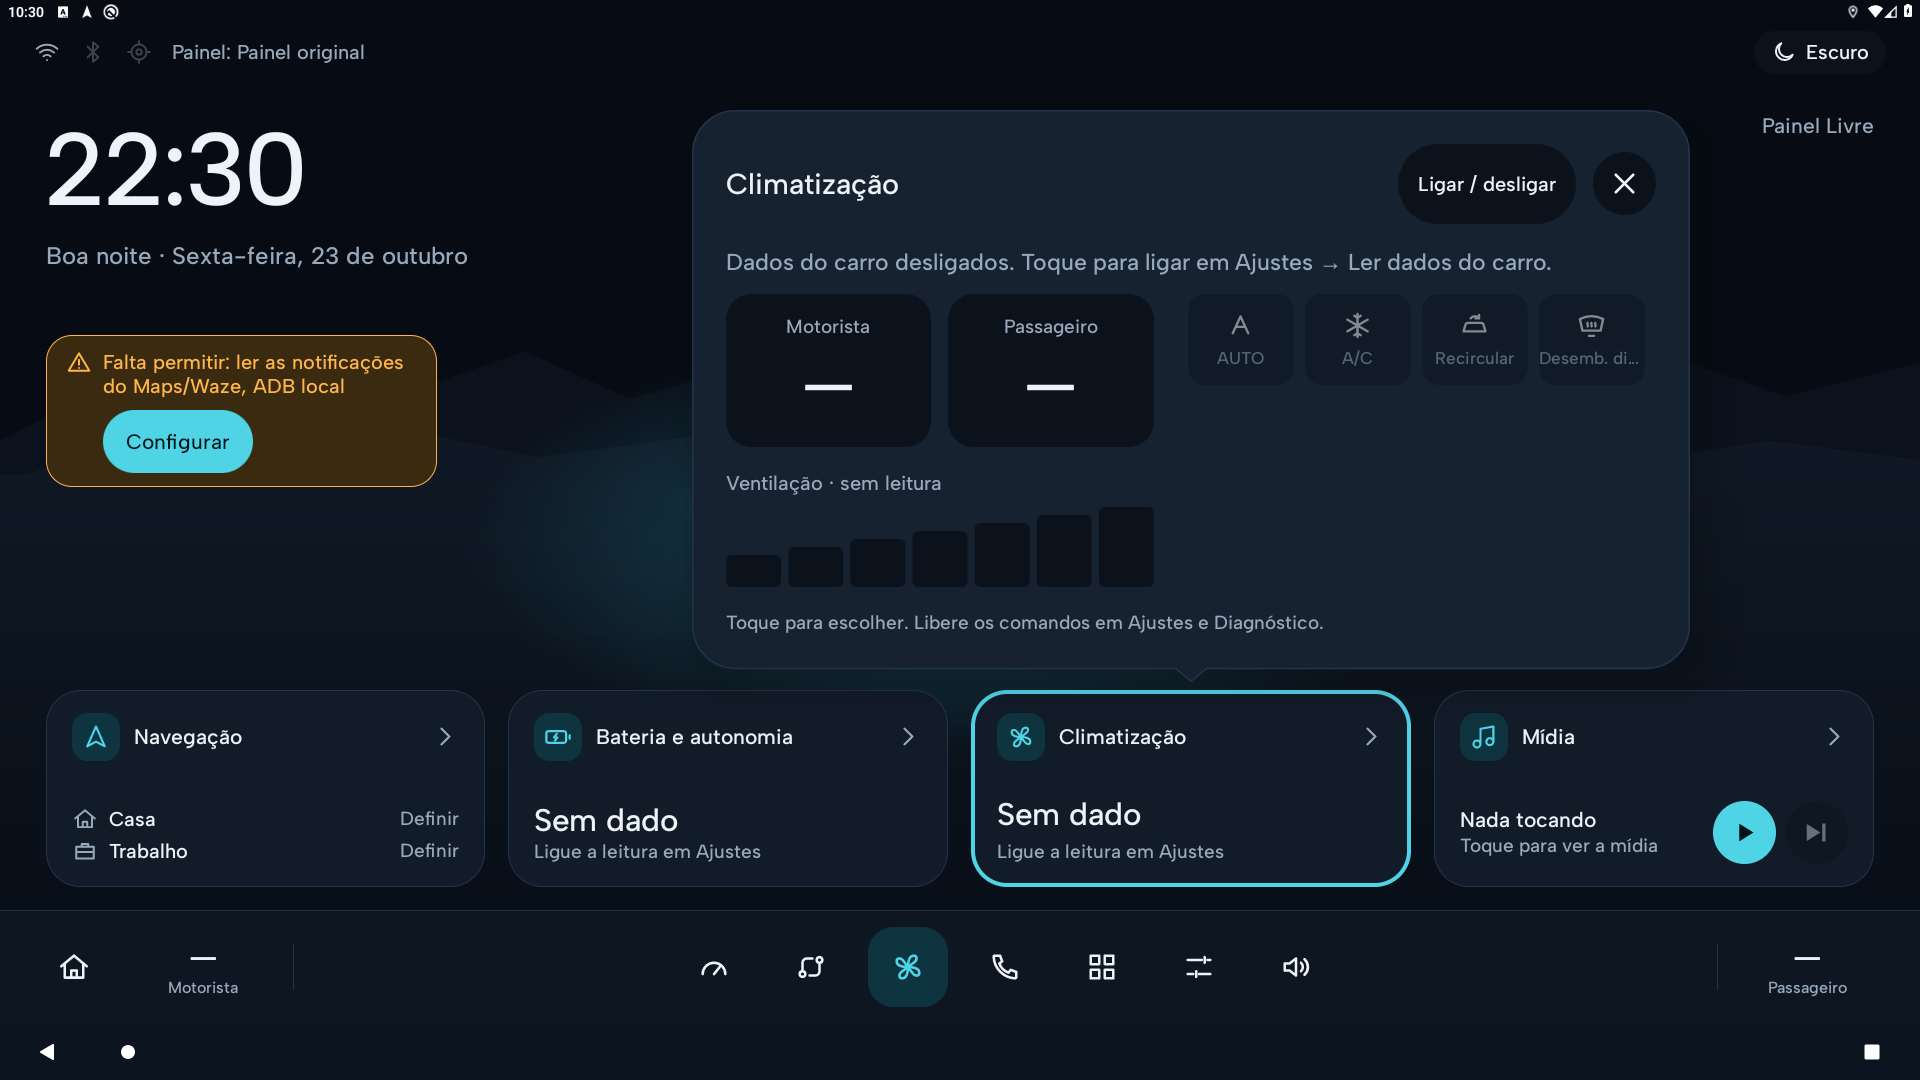 10:30
Painel: Painel original
Escuro
Painel Livre
22:30
Boa noite · Sexta-feira, 23 de outubro
Falta permitir: ler as notificações
do Maps/Waze, ADB local
Configurar
Climatização
Ligar / desligar
Dados do carro desligados. Toque para ligar em Ajustes → Ler dados do carro.
Motorista
—
Passageiro
—
AUTO
A/C
Recircular
Desemb. di...
Ventilação · sem leitura
Toque para escolher. Libere os comandos em Ajustes e Diagnóstico.
Navegação
Casa
Definir
Trabalho
Definir
Bateria e autonomia
Sem dado
Ligue a leitura em Ajustes
Climatização
Sem dado
Ligue a leitura em Ajustes
Mídia
Nada tocando
Toque para ver a mídia
—
Motorista
—
Passageiro